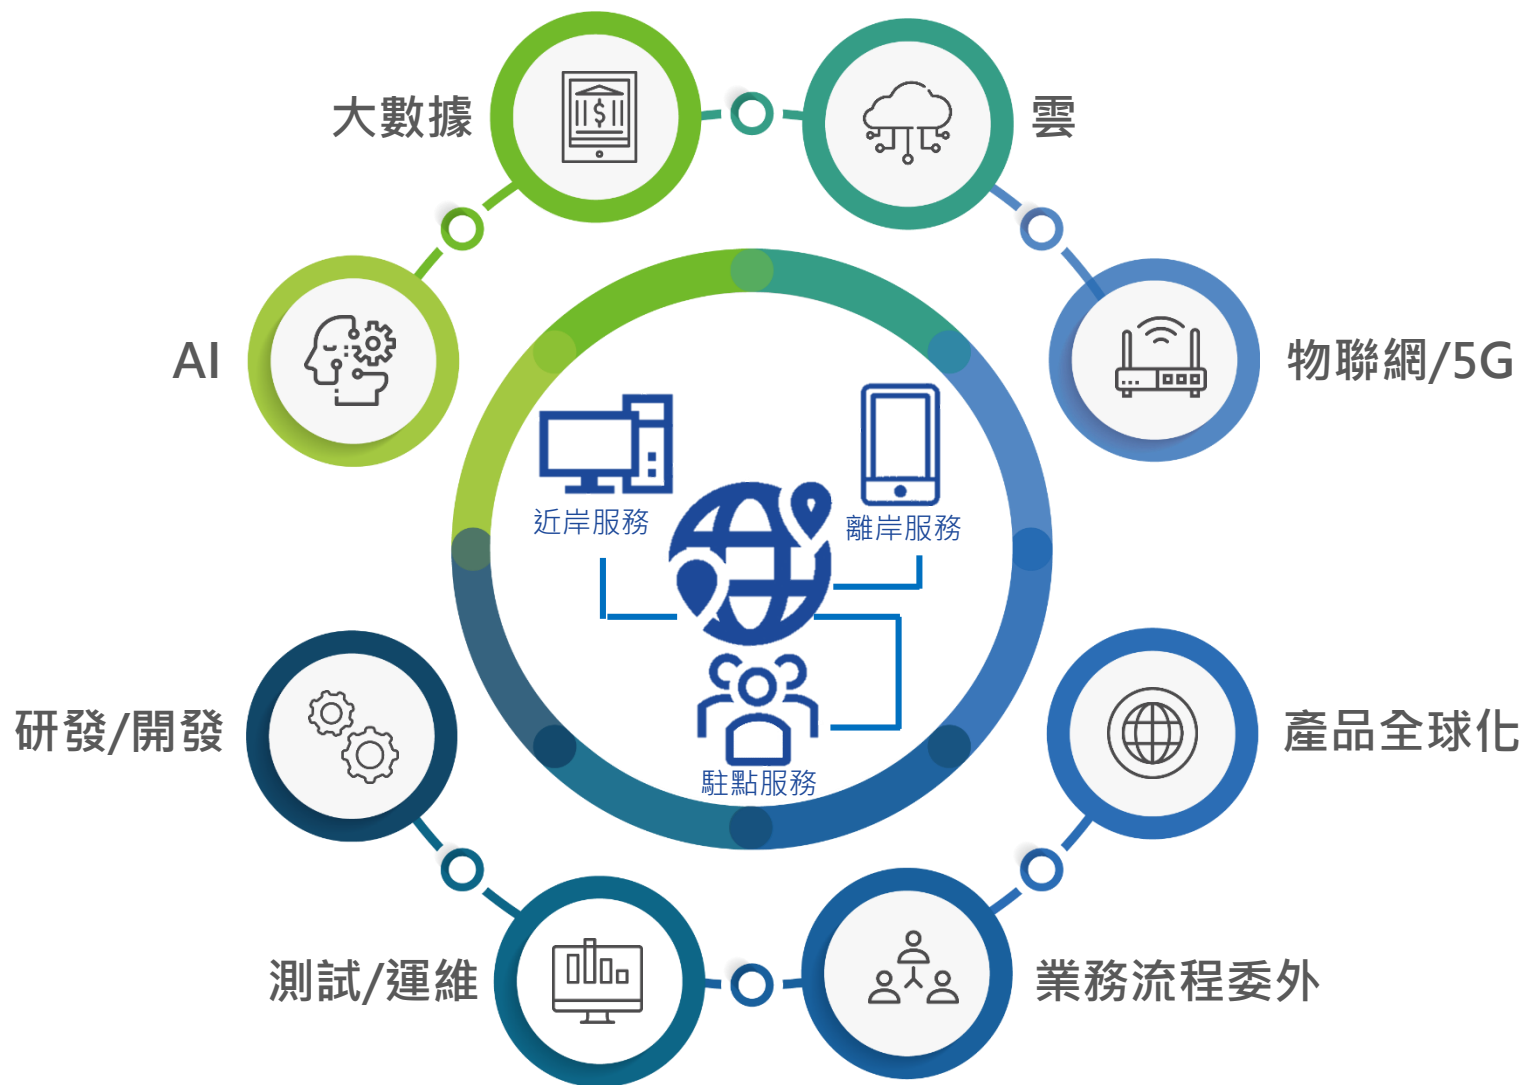 大數據
雲
AI
物聯網/5G
近岸服務
離岸服務
駐點服務
研發/開發
產品全球化
測試/運維
業務流程委外